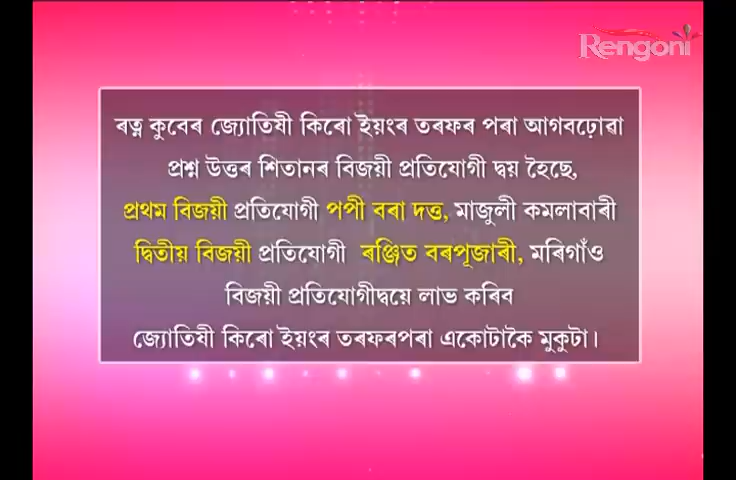 Rengoni
ৰত্ন কুবেৰ জ্যোতিষী কিৰো ইয়ংৰ তৰফৰ পৰা আগবঢ়োৱা
প্ৰশ্ন উত্তৰ শিতানৰ বিজয়ী প্ৰতিযোগী দ্বয় হৈছে,
প্ৰথম বিজয়ী প্ৰতিযোগী পপী বৰা দত্ত, মাজুলী কমলাবাৰী
দ্বিতীয় বিজয়ী প্ৰতিযোগী ৰঞ্জিত বৰপূজাৰী, মৰিগাঁও
বিজয়ী প্ৰতিযোগীদ্বয়ে লাভ কৰিব
জ্যোতিষী কিৰো ইয়ংৰ তৰফৰপৰা একোটাকৈ মুকুটা।